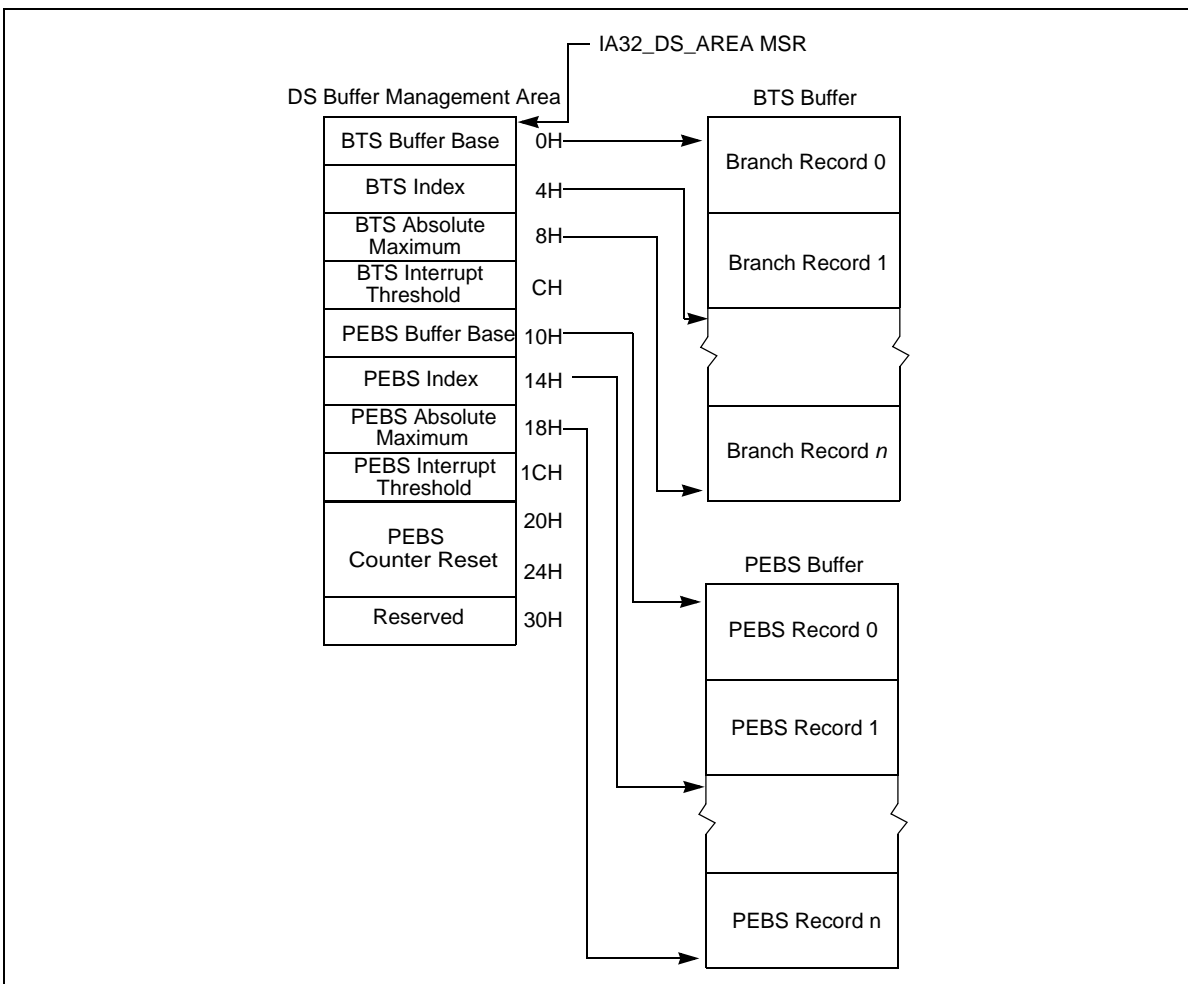 IA32_DS_AREA MSR
DS Buffer Management Area
BTS Buffer Base
0H
BTS Index
4H
BTS Absolute
Maximum
8H
BTS Interrupt
Threshold
CH
PEBS Buffer Base
10H
PEBS Index
14H
PEBS Absolute
Maximum
18H
PEBS Interrupt
Threshold
1CH
PEBS
Counter Reset
20H
24H
Reserved
30H
BTS Buffer
Branch Record 0
Branch Record 1
Branch Record n
PEBS Buffer
PEBS Record 0
PEBS Record 1
PEBS Record n